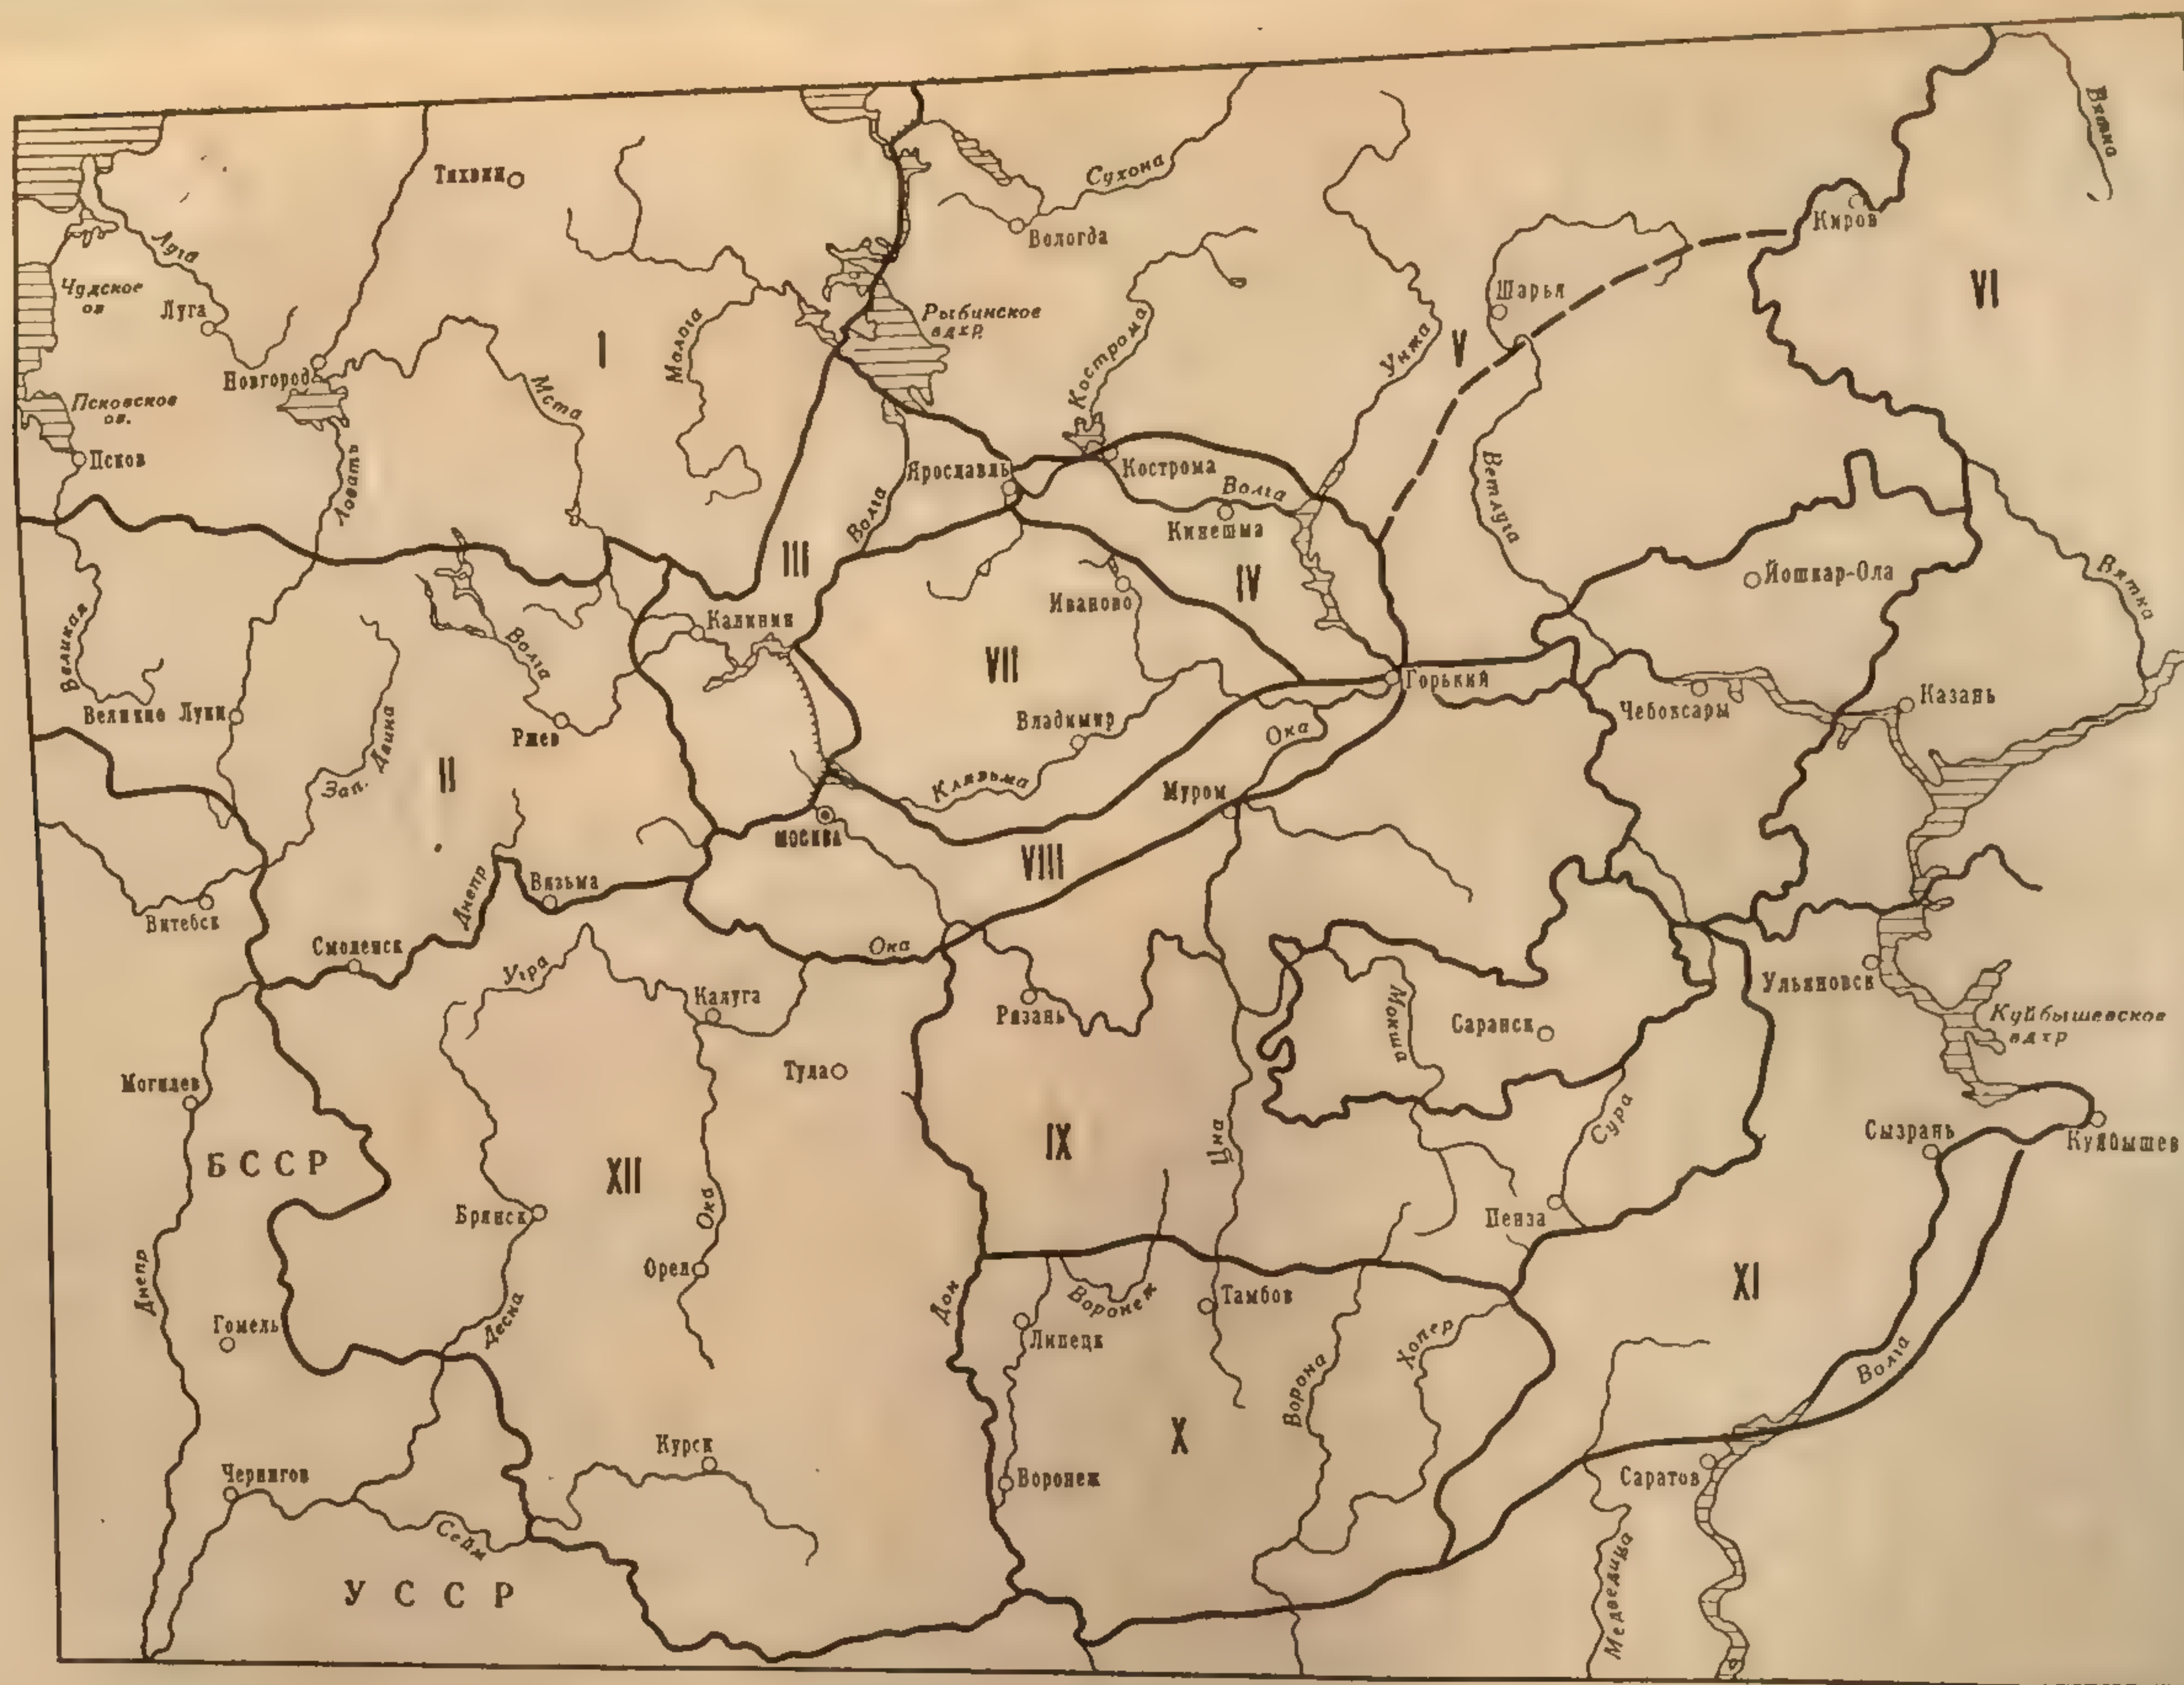 Вятка
Тихвин
Сухона
Вологда
Киров
Луга
Чудское
оз
Луга
VI
Шарья
Рыбинское
вдхр.
I
V
Молога
Кострома
Унжа
Новгород
Мста
Псковское
оз.
Псков
Ловать
Ярославль
Кострома
Волга
Волга
Кинешма
Ветлуга
III
IV
Йошкар-Ола
Вятка
Иваново
Калинин
Великая
Волга
VII
Горький
Великие Луки
Ржев
Владимир
Ока
Чебоксары
Казань
Зап. Двина
II
Клязьма
Муром
Москва
VIII
Вязьма
Днепр
Витебск
Смоленск
Ока
Угра
Калуга
Рязань
Мокша
Саранск
Ульяновск
Куйбышевское
вдхр
Тула
Могилев
Сура
Цна
Сызрань
Куйбышев
БССР
XII
IX
Брянск
Ока
Пенза
Днепр
Орел
Дон
Воронеж
Тамбов
XI
Гомель
Десна
Липецк
Ворона
Хопер
Волга
X
Курск
Чернигов
Воронеж
Саратов
Сейм
Медведица
УССР